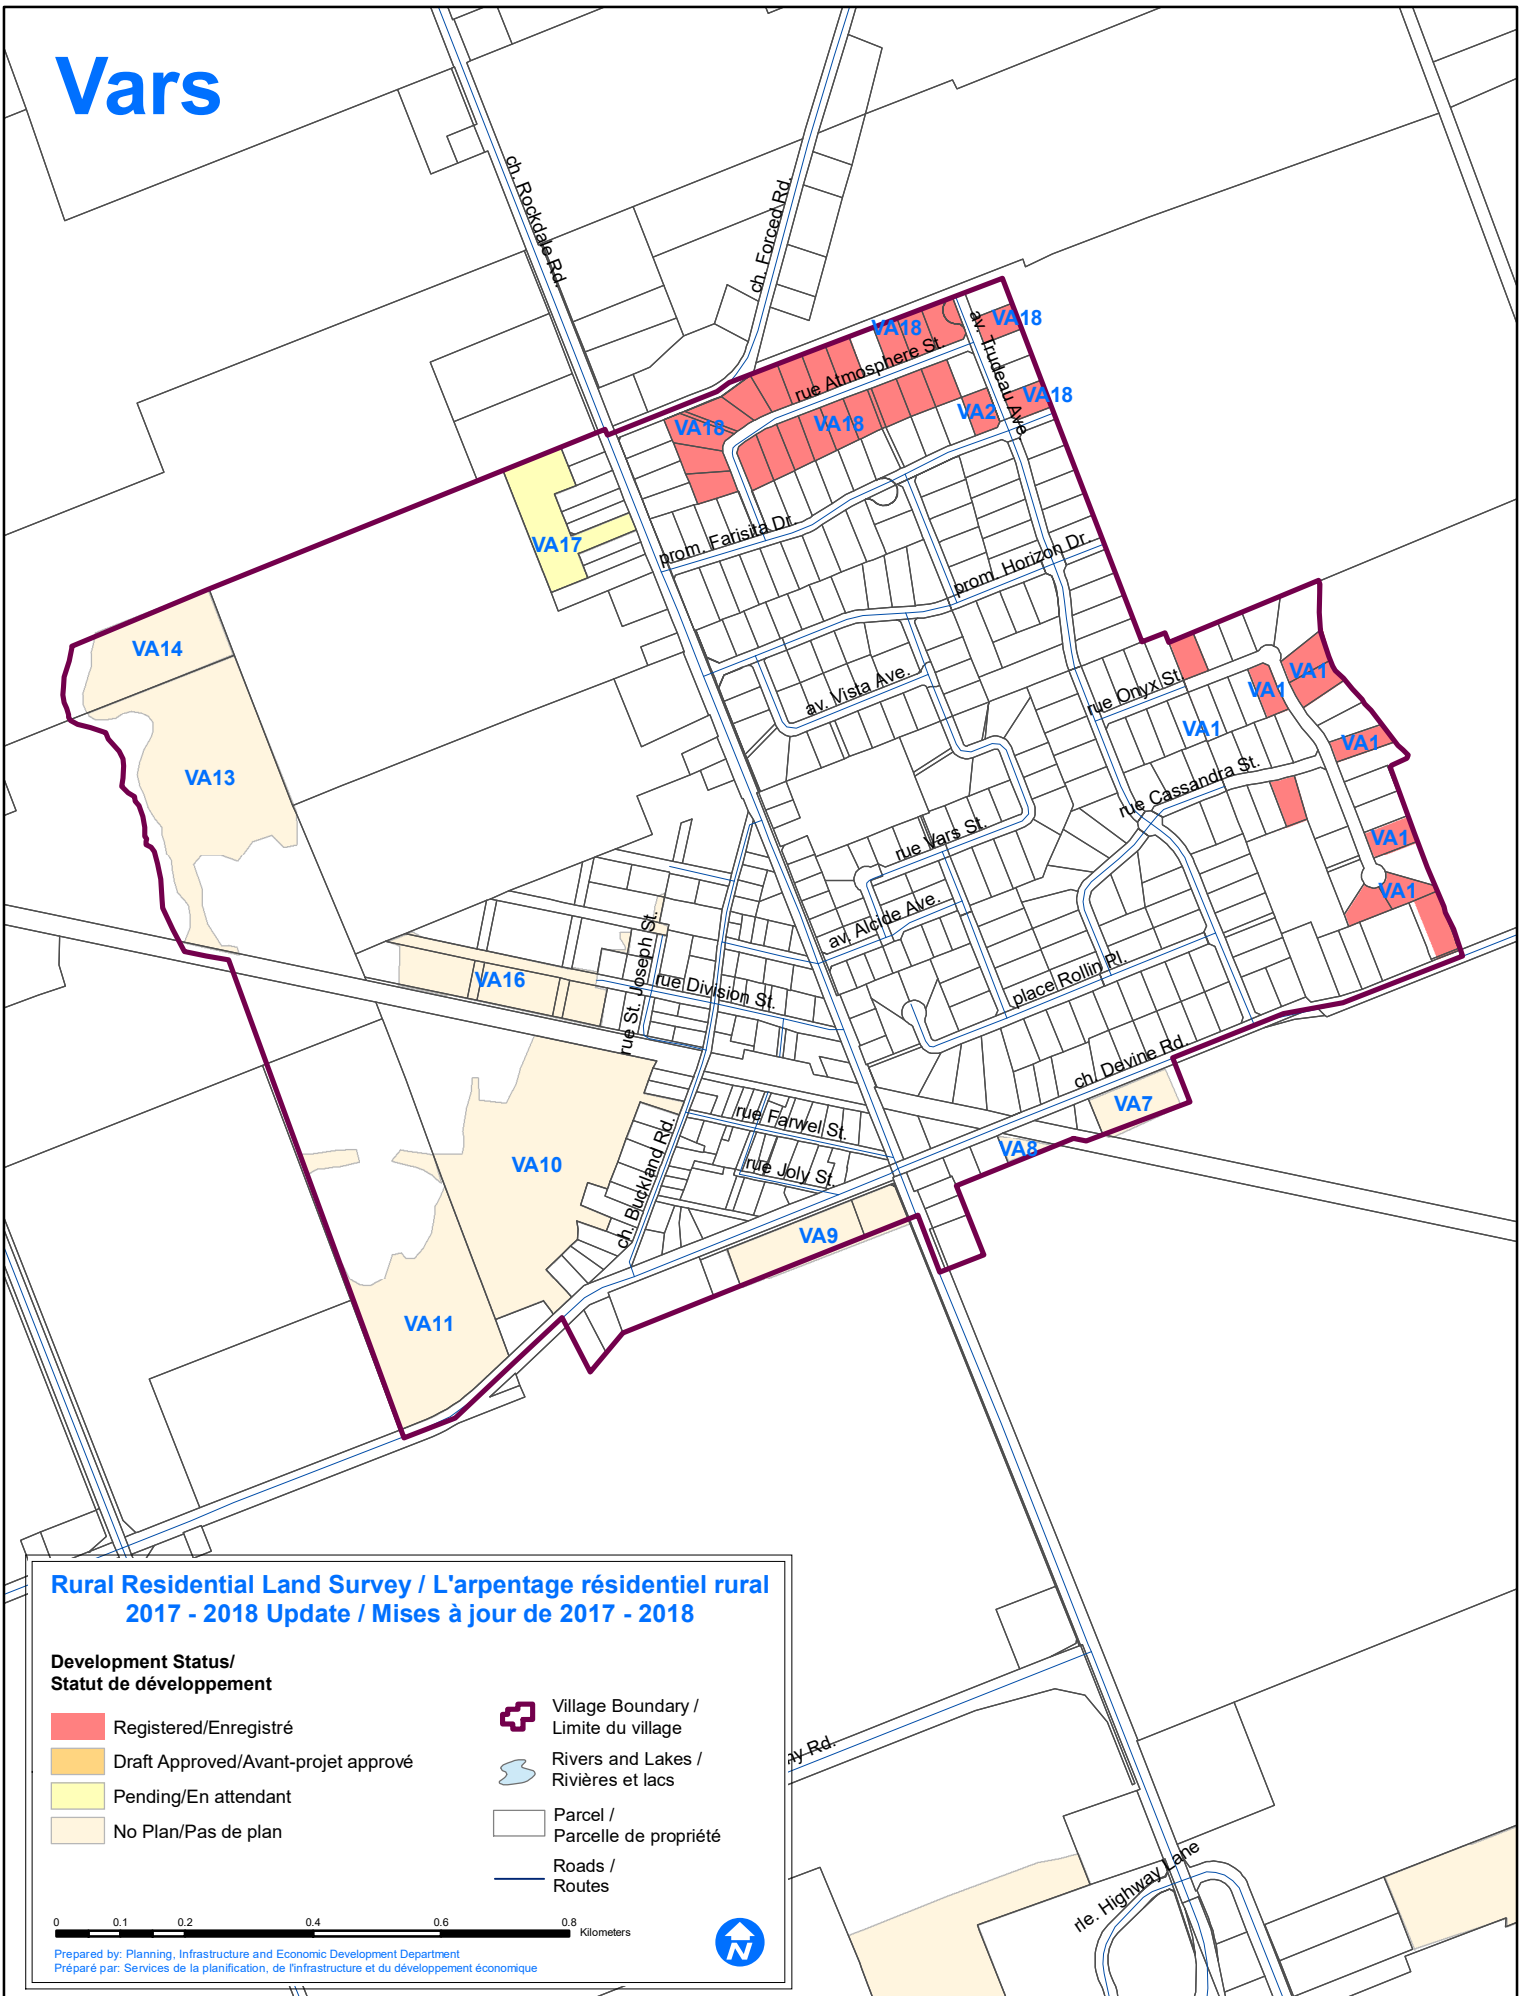 Vars
ch. Rockdale Rd.
ch. Forced Rd.
VA18
VA18
av. Trudeau Ave
rue Atmosphere St.
VA18
VA2
VA18
VA18
VA17
prom. Farisita Dr.
prom. Horizon Dr.
VA14
av. Vista Ave.
rue Onyx St.
VA1
VA1
VA1
VA1
VA13
rue Cassandra St.
rue Vars St.
VA1
VA1
av. Alcide Ave.
rue St. Joseph St.
VA16
rue Division St.
place Rollin Pl.
ch. Devine Rd.
VA7
rue Farwel St.
VA8
VA10
rue Joly St.
ch. Buckland Rd.
VA9
VA11
Rural Residential Land Survey / L'arpentage résidentiel rural
2017 - 2018 Update / Mises à jour de 2017 - 2018
Development Status/
Statut de développement
Registered/Enregistré
Draft Approved/Avant-projet apprové
Pending/En attendant
No Plan/Pas de plan
Village Boundary /
Limite du village
Rivers and Lakes /
Rivières et lacs
Parcel /
Parcelle de propriété
Roads /
Routes
0 0.1 0.2 0.4 0.6 0.8
Kilometers
Prepared by: Planning, Infrastructure and Economic Development Department
Préparé par: Services de la planification, de l'infrastructure et du développement économique
N
Rd.
rle. Highway Lane